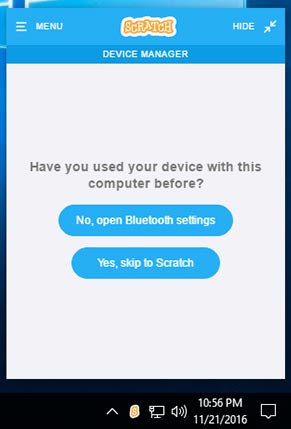 MENU
SCRATCH
HIDE
DEVICE MANAGER
Have you used your device with this
computer before?
No, open Bluetooth settings
Yes, skip to Scratch
10:56 PM
11/21/2016